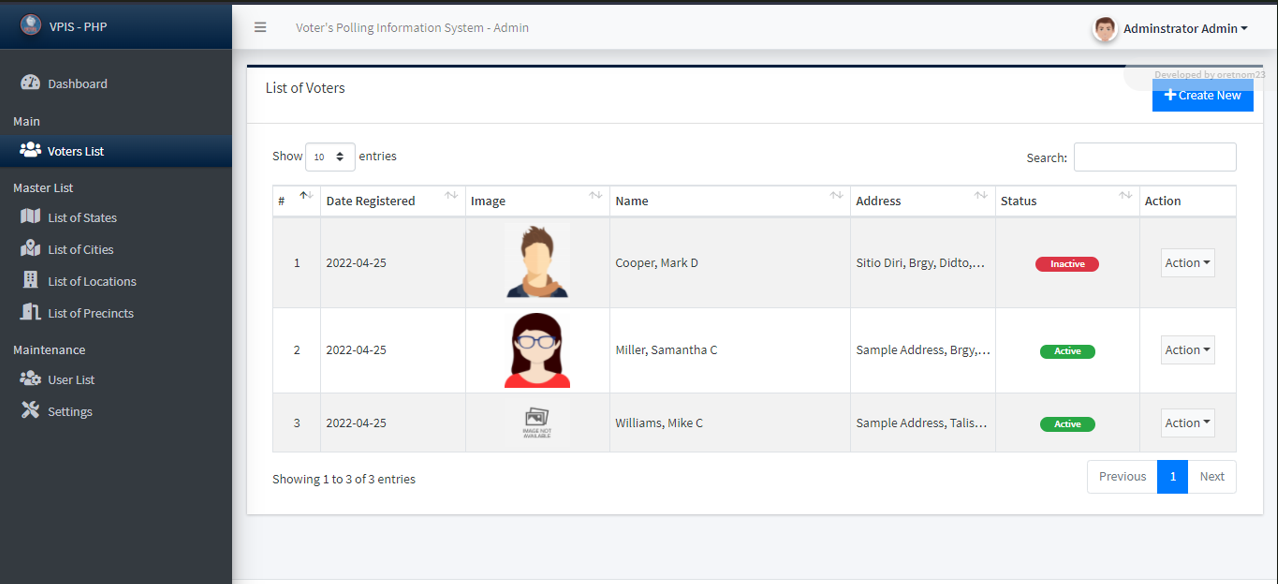 VPIS - PHP
Voter's Polling Information System - Admin
Adminstrator Admin
Dashboard
Main
Voters List
Master List
List of States
List of Cities
List of Locations
List of Precincts
Maintenance
User List
Settings
Developed by oretnom23
List of Voters
Create New
Show 10 entries
Search:
# Date Registered Image Name Address Status Action
1 2022-04-25 Cooper, Mark D Sitio Diri, Brgy, Didto,... Inactive Action
2 2022-04-25 Miller, Samantha C Sample Address, Brgy,... Active Action
3 2022-04-25 IMAGE NOT AVAILABLE Williams, Mike C Sample Address, Talis... Active Action
Showing 1 to 3 of 3 entries
Previous 1 Next